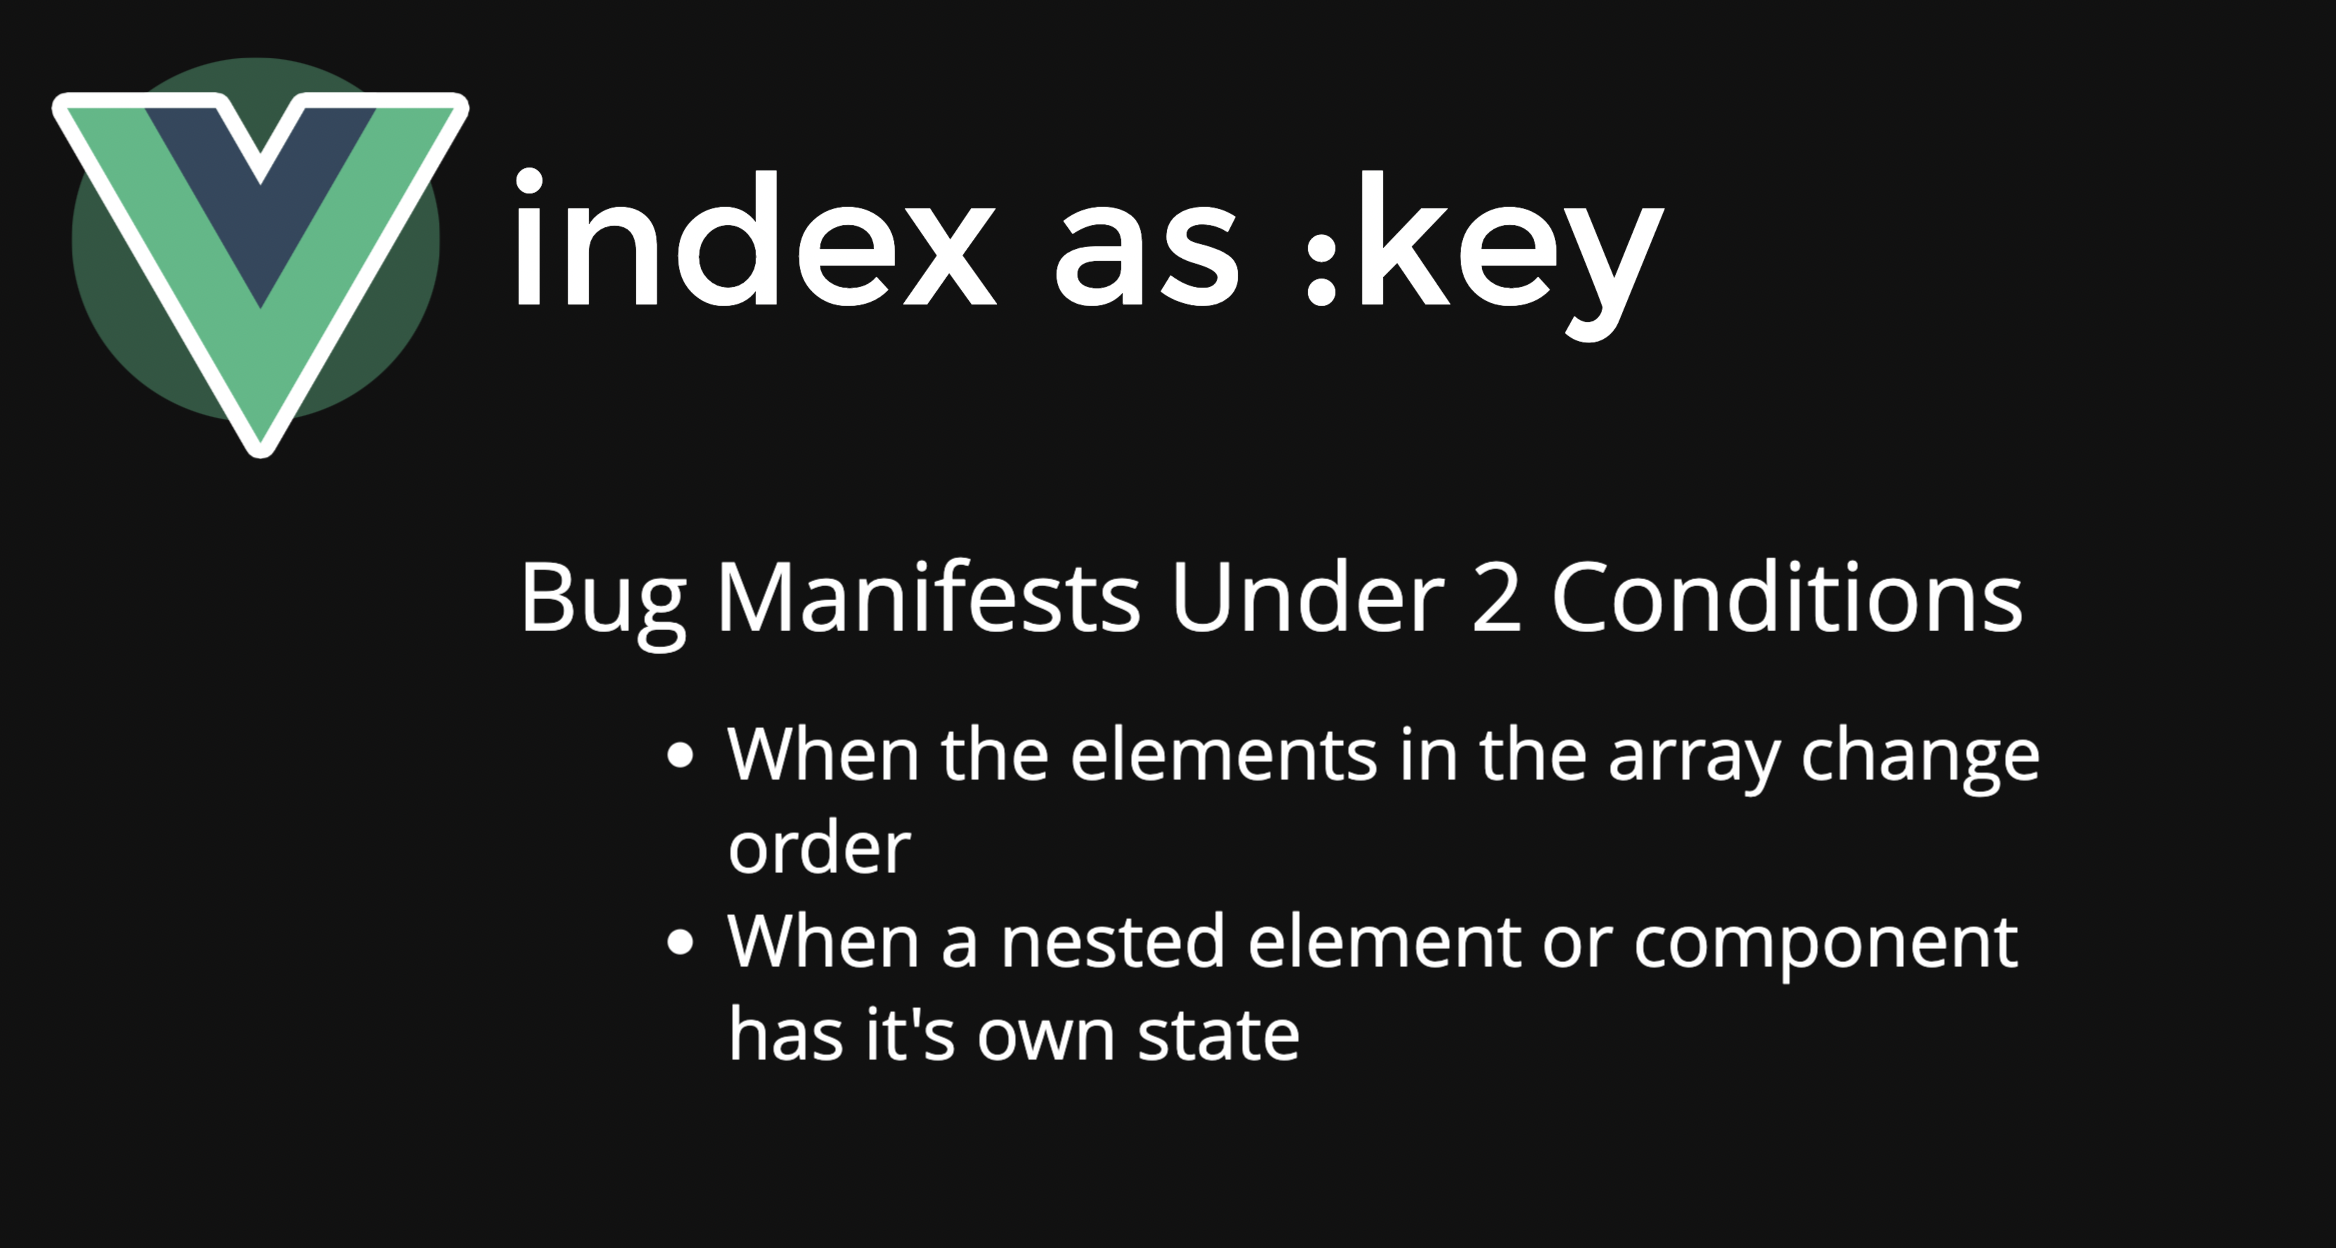 index as :key
Bug Manifests Under 2 Conditions
• When the elements in the array change
order
• When a nested element or component
has it's own state